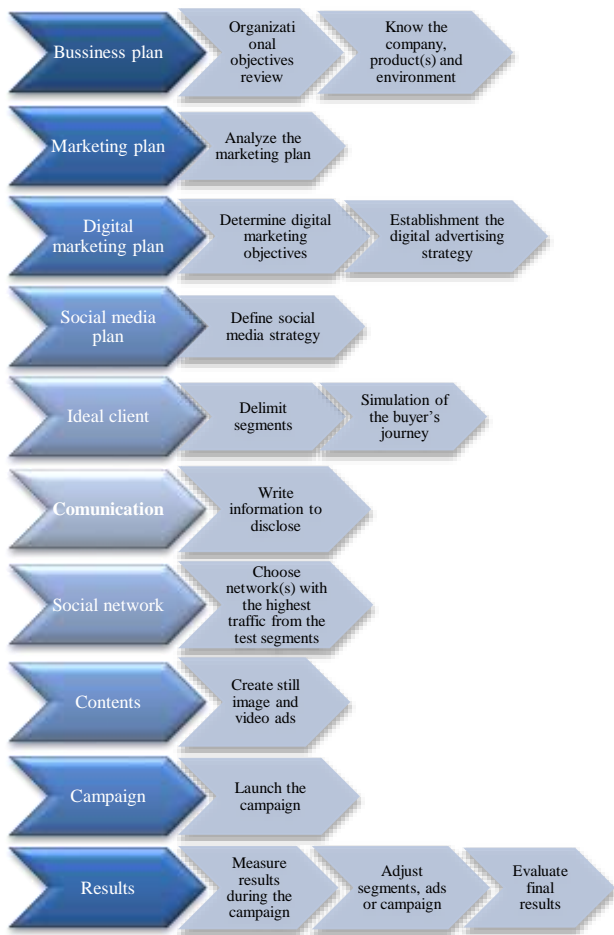 Bussiness plan
Organizati
onal
objectives
review
Know the
company,
product(s) and
environment
Marketing plan
Analyze the
marketing plan
Digital
marketing plan
Determine digital
marketing
objectives
Establishment the
digital advertising
strategy
Social media
plan
Define social
media strategy
Ideal client
Delimit
segments
Simulation of
the buyer's
journey
Comunication
Write
information to
disclose
Social network
Choose
network(s) with
the highest
traffic from the
test segments
Contents
Create still
image and
video ads
Campaign
Launch the
campaign
Results
Measure
results
during the
campaign
Adjust
segments, ads
or campaign
Evaluate
final
results